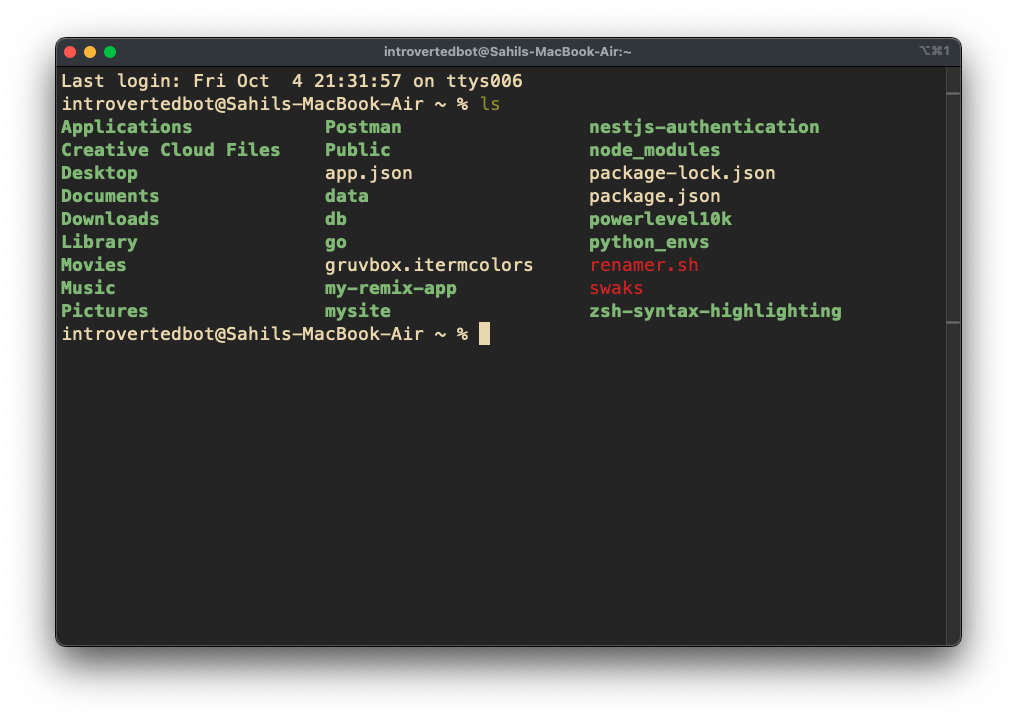 introvertedbot@Sahils-MacBook-Air:~ ⌥⌘1
Last login: Fri Oct  4 21:31:57 on ttys006
introvertedbot@Sahils-MacBook-Air ~ % ls
Applications            Postman                 nestjs-authentication
Creative Cloud Files    Public                  node_modules
Desktop                 app.json                package-lock.json
Documents               data                    package.json
Downloads               db                      powerlevel10k
Library                 go                      python_envs
Movies                  gruvbox.itermcolors     renamer.sh
Music                   my-remix-app            swaks
Pictures                mysite                  zsh-syntax-highlighting
introvertedbot@Sahils-MacBook-Air ~ %